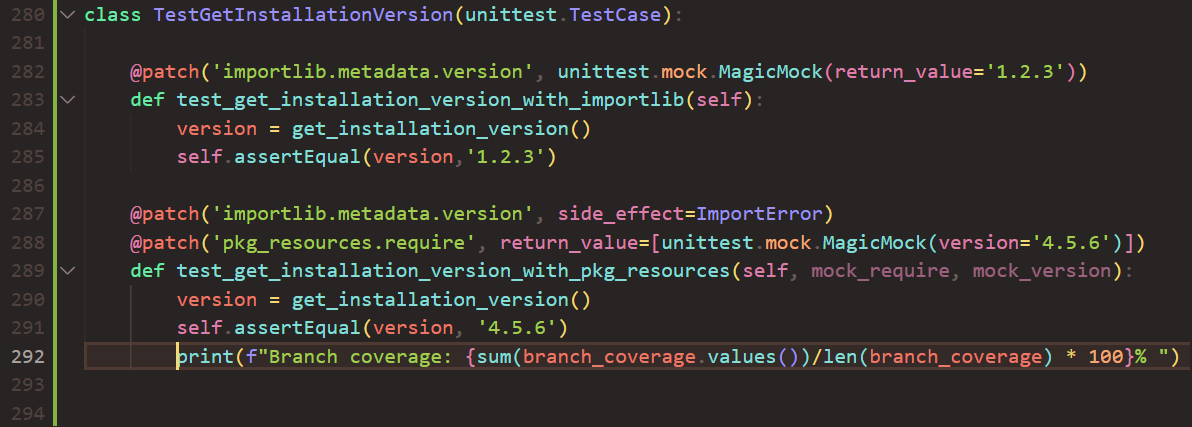 280 class TestGetInstallationVersion(unittest.TestCase):
281
282 @patch('importlib.metadata.version', unittest.mock.MagicMock(return_value='1.2.3'))
283 def test_get_installation_version_with_importlib(self):
284 version = get_installation_version()
285 self.assertEqual(version,'1.2.3')
286
287 @patch('importlib.metadata.version', side_effect=ImportError)
288 @patch('pkg_resources.require', return_value=[unittest.mock.MagicMock(version='4.5.6')])
289 def test_get_installation_version_with_pkg_resources(self, mock_require, mock_version):
290 version = get_installation_version()
291 self.assertEqual(version, '4.5.6')
292 print(f"Branch coverage: {sum(branch_coverage.values())/len(branch_coverage) * 100}% ")
293
294